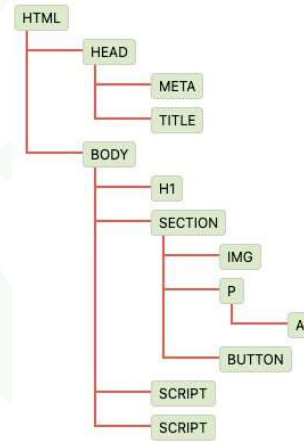 HTML
HEAD
META
TITLE
BODY
H1
SECTION
IMG
P
A
BUTTON
SCRIPT
SCRIPT